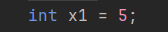 int x1 = 5;